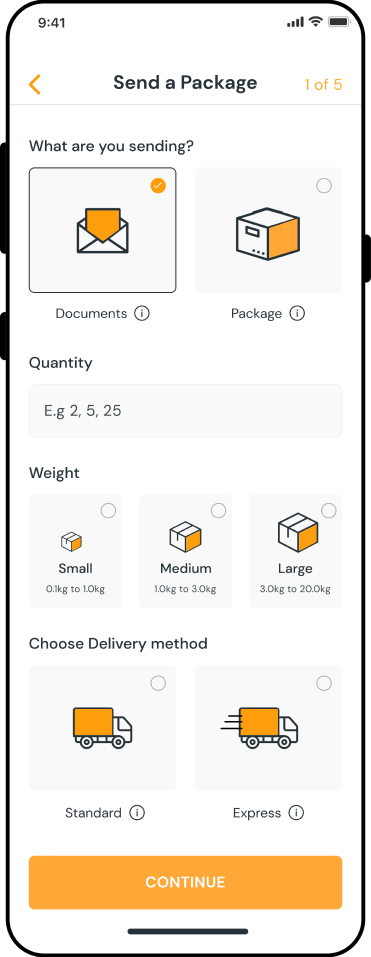 9:41
Send a Package
1 of 5
What are you sending?
Documents
Package
Quantity
E.g 2, 5, 25
Weight
Small
Medium
Large
0.1kg to 1.0kg
1.0kg to 3.0kg
3.0kg to 20.0kg
Choose Delivery method
Standard
Express
CONTINUE